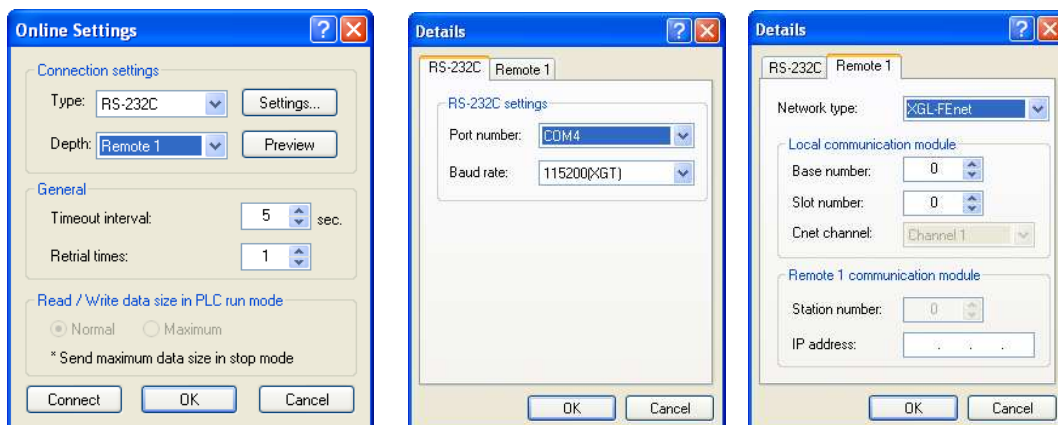 Online Settings
Connection settings
Type: RS-232C Settings...
Depth: Remote 1 Preview
General
Timeout interval: 5 sec.
Retrial times: 1
Read / Write data size in PLC run mode
Normal Maximum
* Send maximum data size in stop mode
Connect OK Cancel
Details
RS-232C Remote 1
RS-232C settings
Port number: COM4
Baud rate: 115200(XGT)
OK Cancel
Details
RS-232C Remote 1
Network type: XGL-FEnet
Local communication module
Base number: 0
Slot number: 0
Cnet channel: Channel 1
Remote 1 communication module
Station number: 0
IP address: . . .
OK Cancel